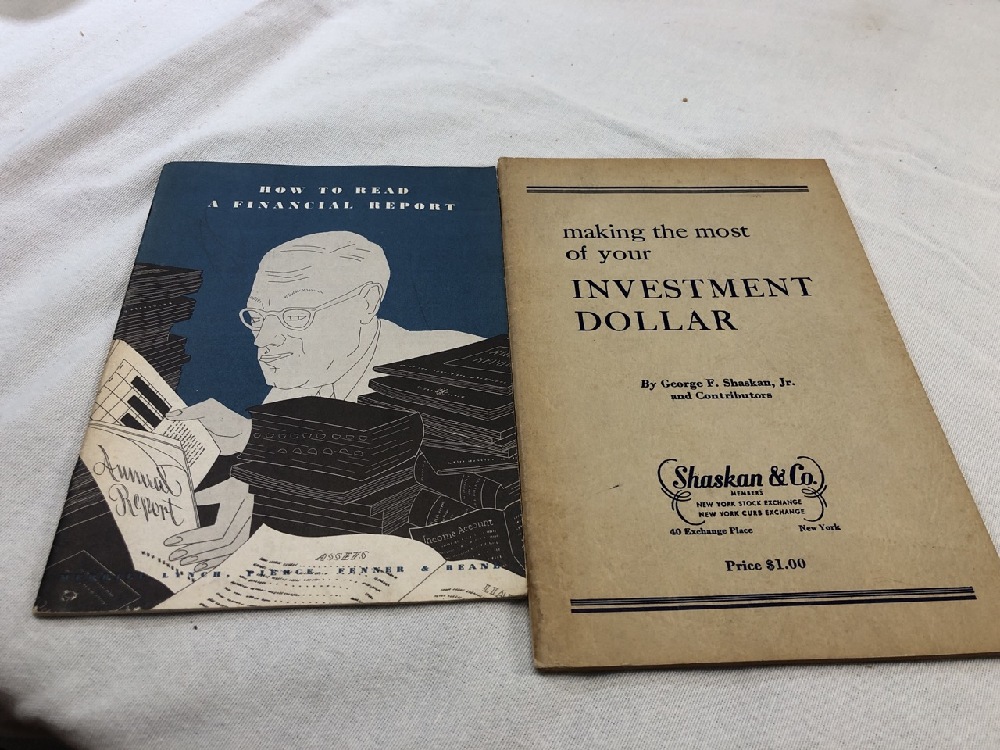 HOW TO READ
A FINANCIAL REPORT
Annual
Report
Income Account
ASSETS
LYNCH, PIERCE, FENNER & BEANE
making the most
of your
INVESTMENT
DOLLAR
By George F. Shaskan, Jr.
and Contributors
Shaskan & Co.
MEMBERS
NEW YORK STOCK EXCHANGE
NEW YORK CURB EXCHANGE
40 Exchange Place New York
Price $1.00